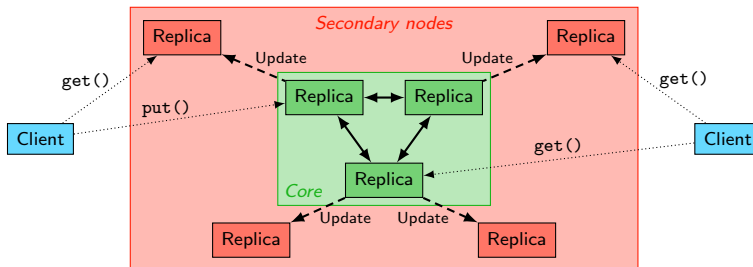 Secondary nodes
Replica
Replica
Update
Update
get()
get()
Replica
Replica
put()
Client
Client
get()
Replica
Core
Update
Update
Replica
Replica